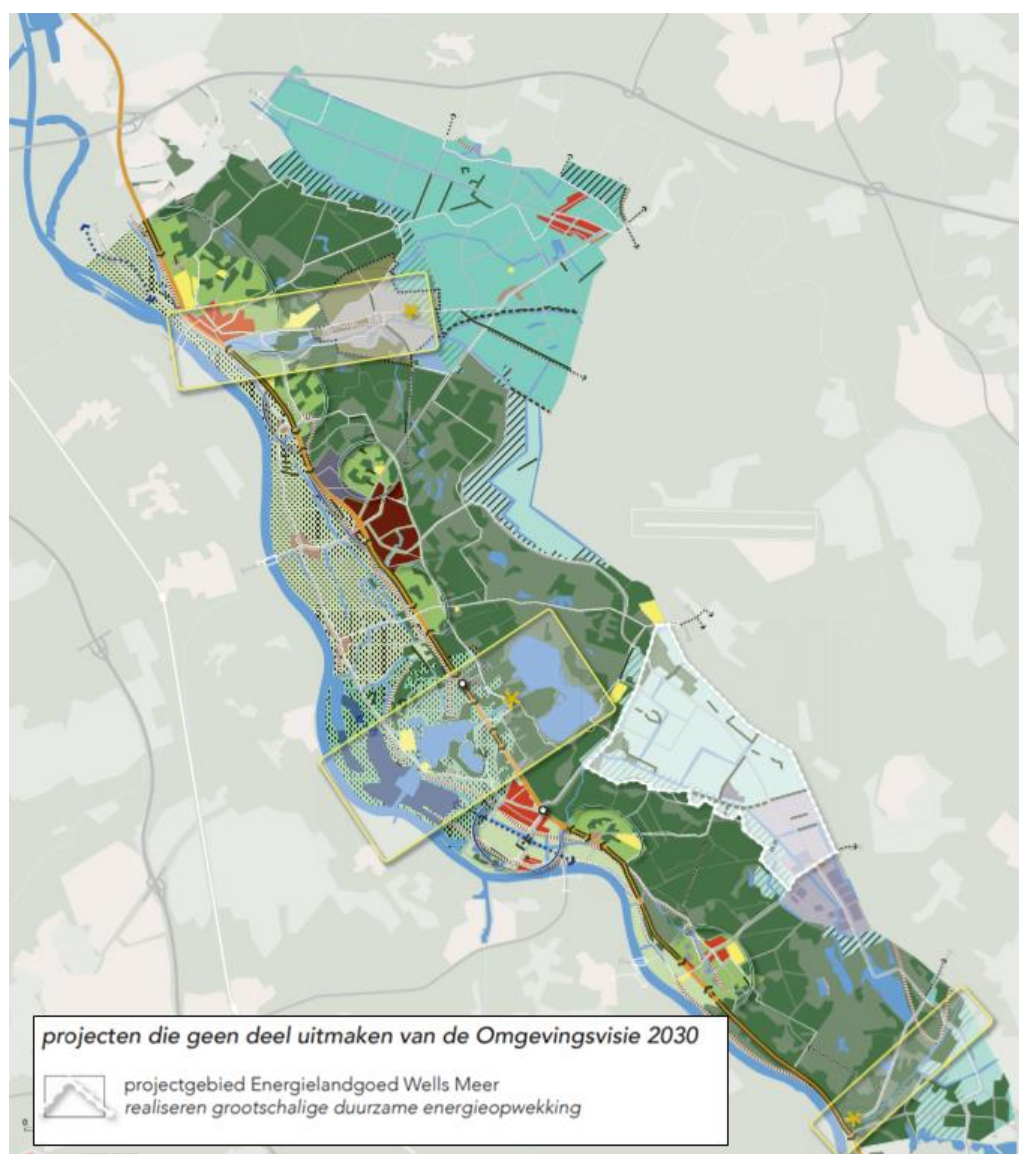 projecten die geen deel uitmaken van de Omgevingsvisie 2030
projectgebied Energielandgoed Wells Meer
realiseren grootschalige duurzame energieopwekking